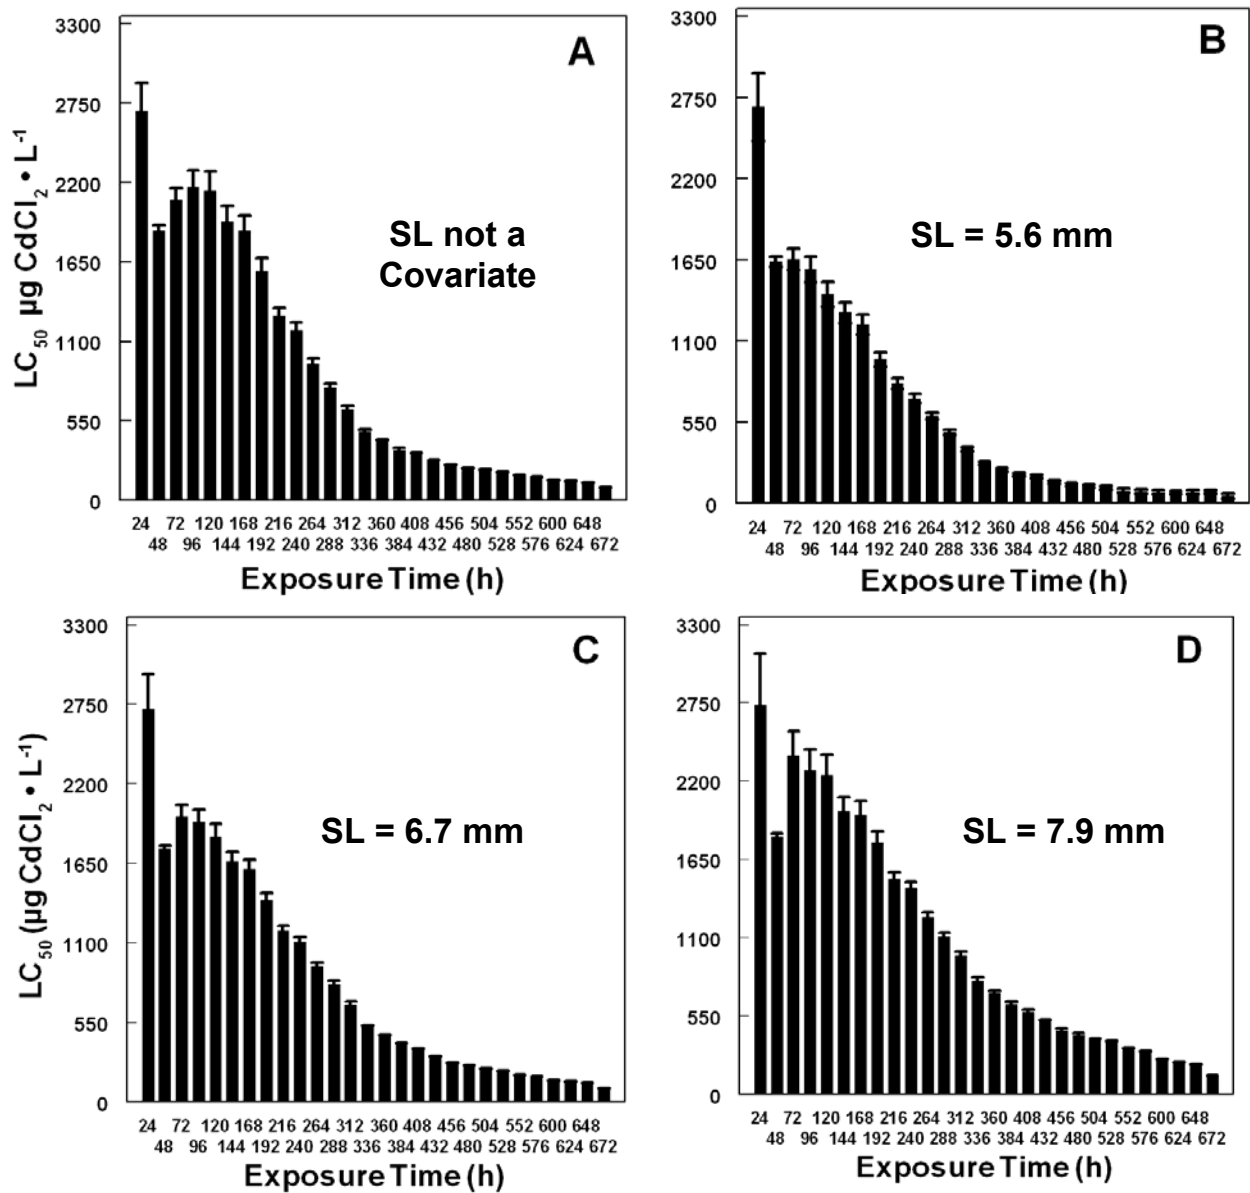 A
3300
2750
2200
1650
1100
550
0
LC₅₀ µg CdCl₂ • L⁻¹
SL not a
Covariate
24 72 120 168 216 264 312 360 408 456 504 552 600 648
48 96 144 192 240 288 336 384 432 480 528 576 624 672
Exposure Time (h)
B
3300
2750
2200
1650
1100
550
0
SL = 5.6 mm
24 72 120 168 216 264 312 360 408 456 504 552 600 648
48 96 144 192 240 288 336 384 432 480 528 576 624 672
Exposure Time (h)
C
3300
2750
2200
1650
1100
550
0
LC₅₀ (µg CdCl₂ • L⁻¹)
SL = 6.7 mm
24 72 120 168 216 264 312 360 408 456 504 552 600 648
48 96 144 192 240 288 336 384 432 480 528 576 624 672
Exposure Time (h)
D
3300
2750
2200
1650
1100
550
0
SL = 7.9 mm
24 72 120 168 216 264 312 360 408 456 504 552 600 648
48 96 144 192 240 288 336 384 432 480 528 576 624 672
Exposure Time (h)